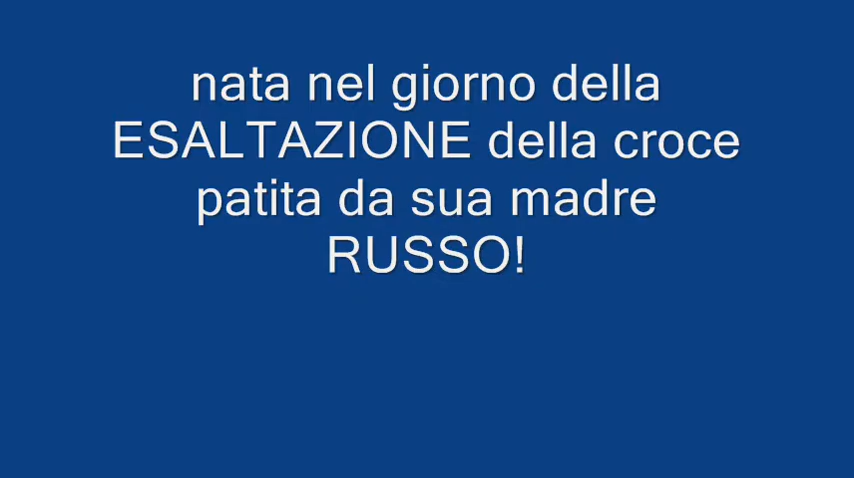 nata nel giorno della
ESALTAZIONE della croce
patita da sua madre
RUSSO!